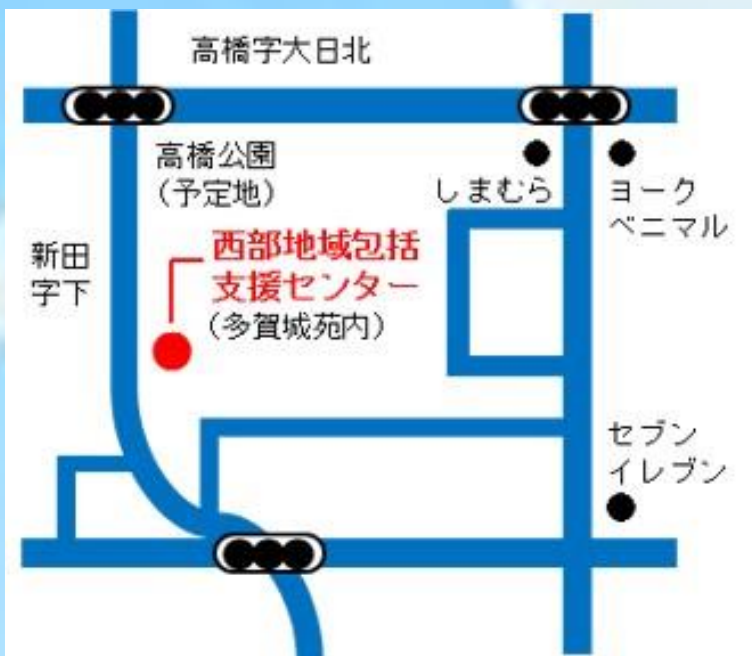 高橋字大日北
高橋公園
(予定地)
しまむら
ヨーク
ベニマル
新田
字下
西部地域包括
支援センター
(多賀城苑内)
セブン
イレブン